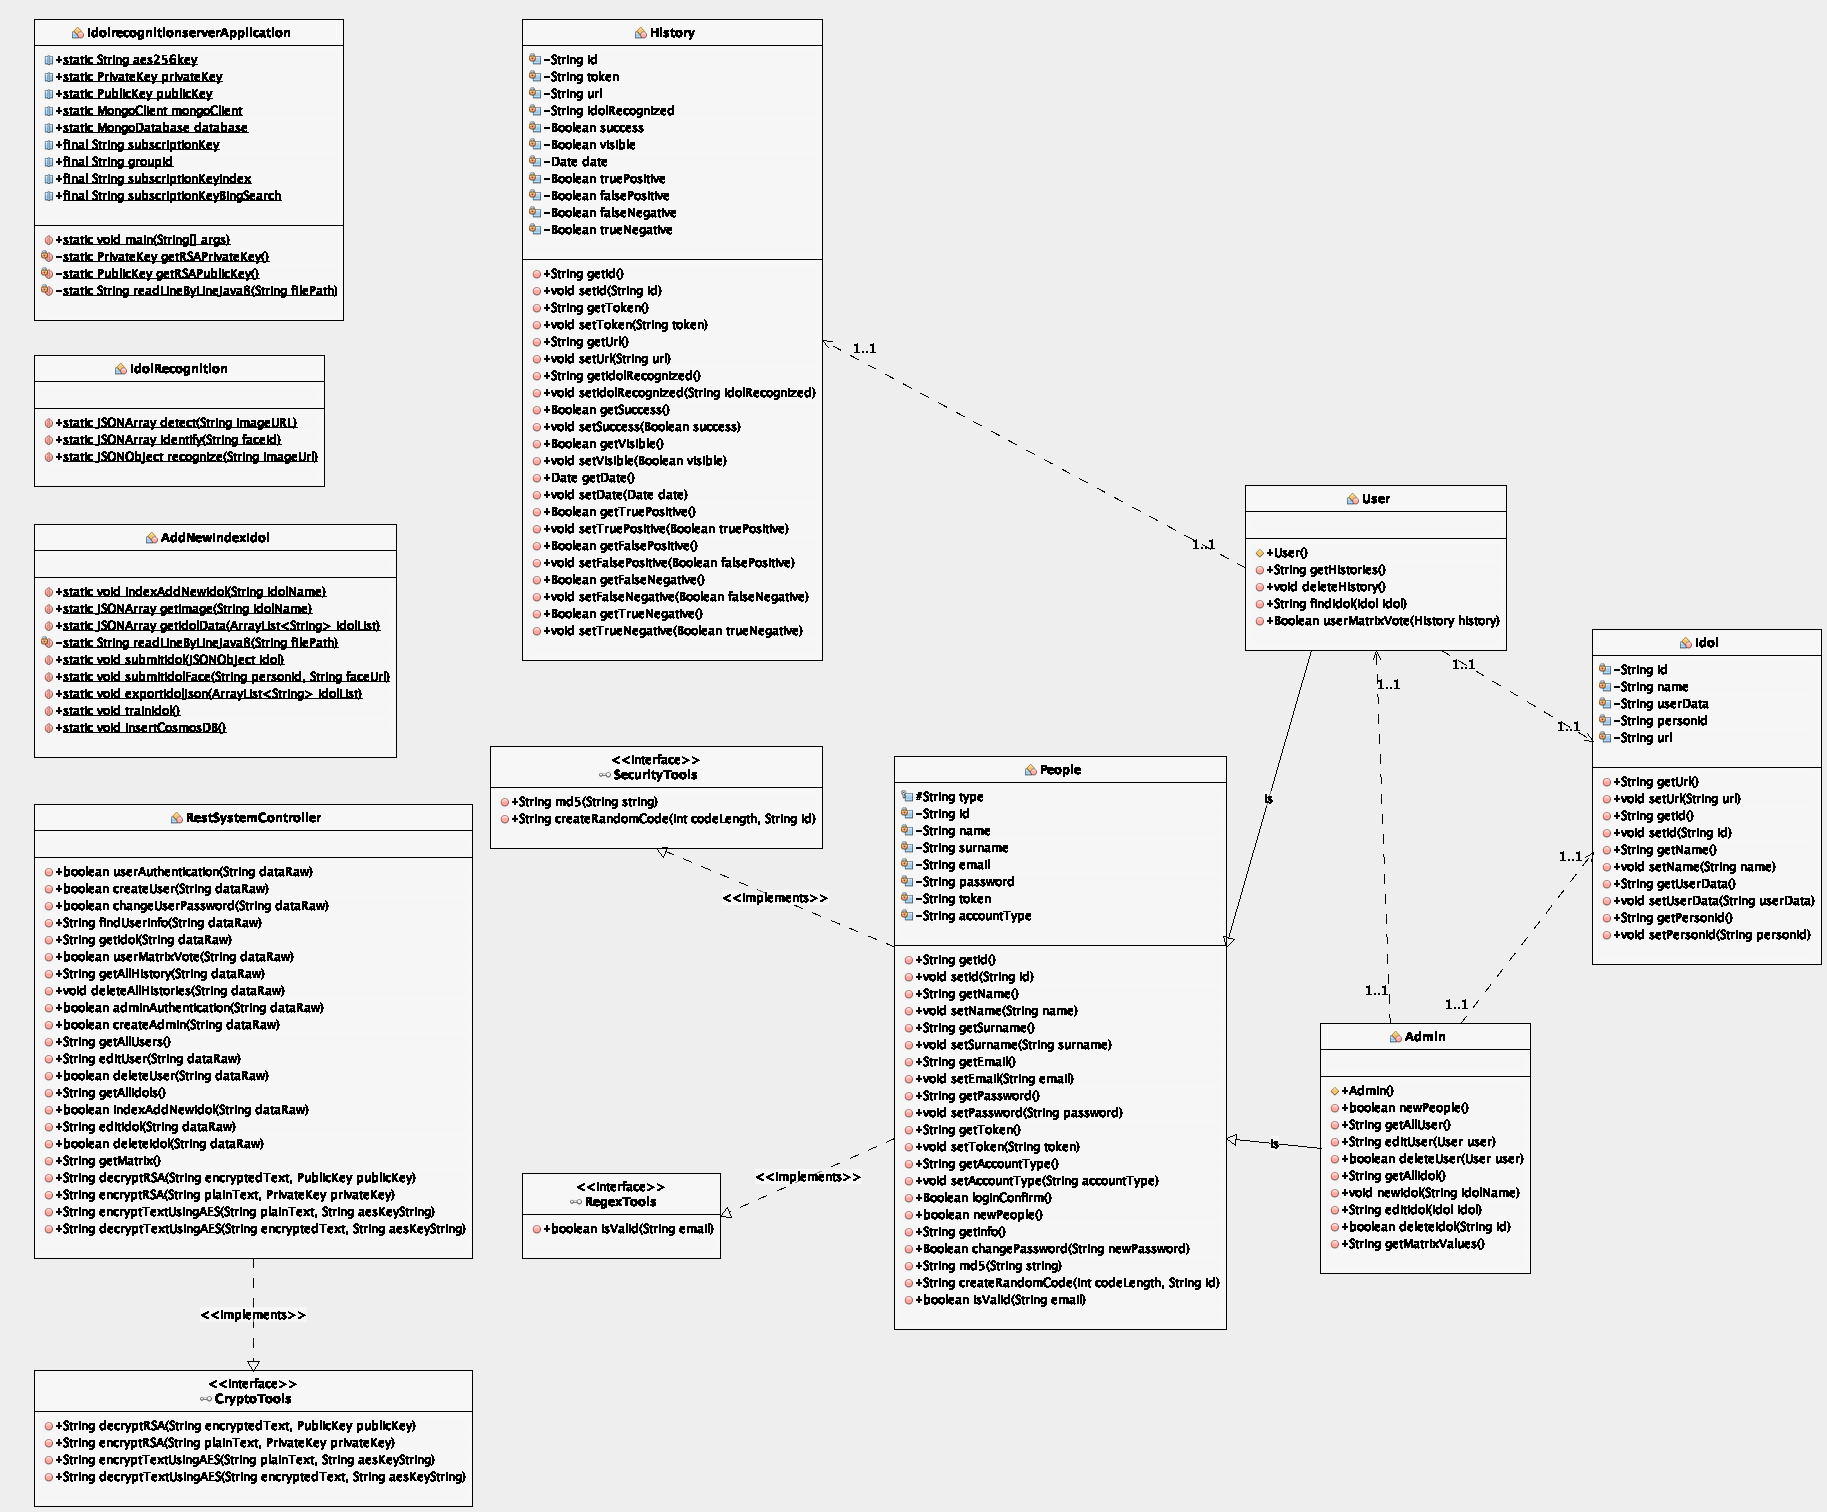 IdolrecognitionserverApplication
+static String aes256key
+static PrivateKey privateKey
+static PublicKey publicKey
+static MongoClient mongoClient
+static MongoDatabase database
+final String subscriptionKey
+final String groupId
+final String subscriptionKeyIndex
+final String subscriptionKeyBingSearch
+static void main(String[] args)
-static PrivateKey getRSAPrivateKey()
-static PublicKey getRSAPublicKey()
-static String readLineByLineJava8(String filePath)
IdolRecognition
+static JSONArray detect(String imageURL)
+static JSONArray identify(String faceId)
+static JSONObject recognize(String imageUrl)
AddNewIndexIdol
+static void indexAddNewIdol(String idolName)
+static JSONArray getImage(String idolName)
+static JSONArray getIdolData(ArrayList<String> idolList)
-static String readLineByLineJava8(String filePath)
+static void submitIdol(JSONObject idol)
+static void submitIdolFace(String personId, String faceUrl)
+static void exportIdolJson(ArrayList<String> idolList)
+static void trainIdol()
+static void insertCosmosDB()
RestSystemController
+boolean userAuthentication(String dataRaw)
+boolean createUser(String dataRaw)
+boolean changeUserPassword(String dataRaw)
+String findUserInfo(String dataRaw)
+String getIdol(String dataRaw)
+boolean userMatrixVote(String dataRaw)
+String getAllHistory(String dataRaw)
+void deleteAllHistories(String dataRaw)
+boolean adminAuthentication(String dataRaw)
+boolean createAdmin(String dataRaw)
+String getAllUsers()
+String editUser(String dataRaw)
+boolean deleteUser(String dataRaw)
+String getAllIdols()
+boolean indexAddNewIdol(String dataRaw)
+String editIdol(String dataRaw)
+boolean deleteIdol(String dataRaw)
+String getMatrix()
+String decryptRSA(String encryptedText, PublicKey publicKey)
+String encryptRSA(String plainText, PrivateKey privateKey)
+String encryptTextUsingAES(String plainText, String aesKeyString)
+String decryptTextUsingAES(String encryptedText, String aesKeyString)
<<implements>>
<<interface>>
CryptoTools
+String decryptRSA(String encryptedText, PublicKey publicKey)
+String encryptRSA(String plainText, PrivateKey privateKey)
+String encryptTextUsingAES(String plainText, String aesKeyString)
+String decryptTextUsingAES(String encryptedText, String aesKeyString)
History
-String id
-String token
-String url
-String idolRecognized
-Boolean success
-Boolean visible
-Date date
-Boolean truePositive
-Boolean falsePositive
-Boolean falseNegative
-Boolean trueNegative
+String getId()
+void setId(String id)
+String getToken()
+void setToken(String token)
+String getUrl()
+void setUrl(String url)
+String getIdolRecognized()
+void setIdolRecognized(String idolRecognized)
+Boolean getSuccess()
+void setSuccess(Boolean success)
+Boolean getVisible()
+void setVisible(Boolean visible)
+Date getDate()
+void setDate(Date date)
+Boolean getTruePositive()
+void setTruePositive(Boolean truePositive)
+Boolean getFalsePositive()
+void setFalsePositive(Boolean falsePositive)
+Boolean getFalseNegative()
+void setFalseNegative(Boolean falseNegative)
+Boolean getTrueNegative()
+void setTrueNegative(Boolean trueNegative)
1..1
1..1
<<interface>>
SecurityTools
+String md5(String string)
+String createRandomCode(int codeLength, String id)
<<implements>>
<<interface>>
RegexTools
+boolean isValid(String email)
<<implements>>
People
#String type
-String id
-String name
-String surname
-String email
-String password
-String token
-String accountType
+String getId()
+void setId(String id)
+String getName()
+void setName(String name)
+String getSurname()
+void setSurname(String surname)
+String getEmail()
+void setEmail(String email)
+String getPassword()
+void setPassword(String password)
+String getToken()
+void setToken(String token)
+String getAccountType()
+void setAccountType(String accountType)
+Boolean loginConfirm()
+boolean newPeople()
+String getInfo()
+Boolean changePassword(String newPassword)
+String md5(String string)
+String createRandomCode(int codeLength, String id)
+boolean isValid(String email)
User
+User()
+String getHistories()
+void deleteHistory()
+String findIdol(Idol idol)
+Boolean userMatrixVote(History history)
1..1
1..1
1..1
is
1..1
1..1
1..1
is
Idol
-String id
-String name
-String userData
-String personId
-String url
+String getUrl()
+void setUrl(String url)
+String getId()
+void setId(String id)
+String getName()
+void setName(String name)
+String getUserData()
+void setUserData(String userData)
+String getPersonId()
+void setPersonId(String personId)
Admin
+Admin()
+boolean newPeople()
+String getAllUser()
+String editUser(User user)
+boolean deleteUser(User user)
+String getAllIdol()
+void newIdol(String idolName)
+String editIdol(Idol idol)
+boolean deleteIdol(String id)
+String getMatrixValues()